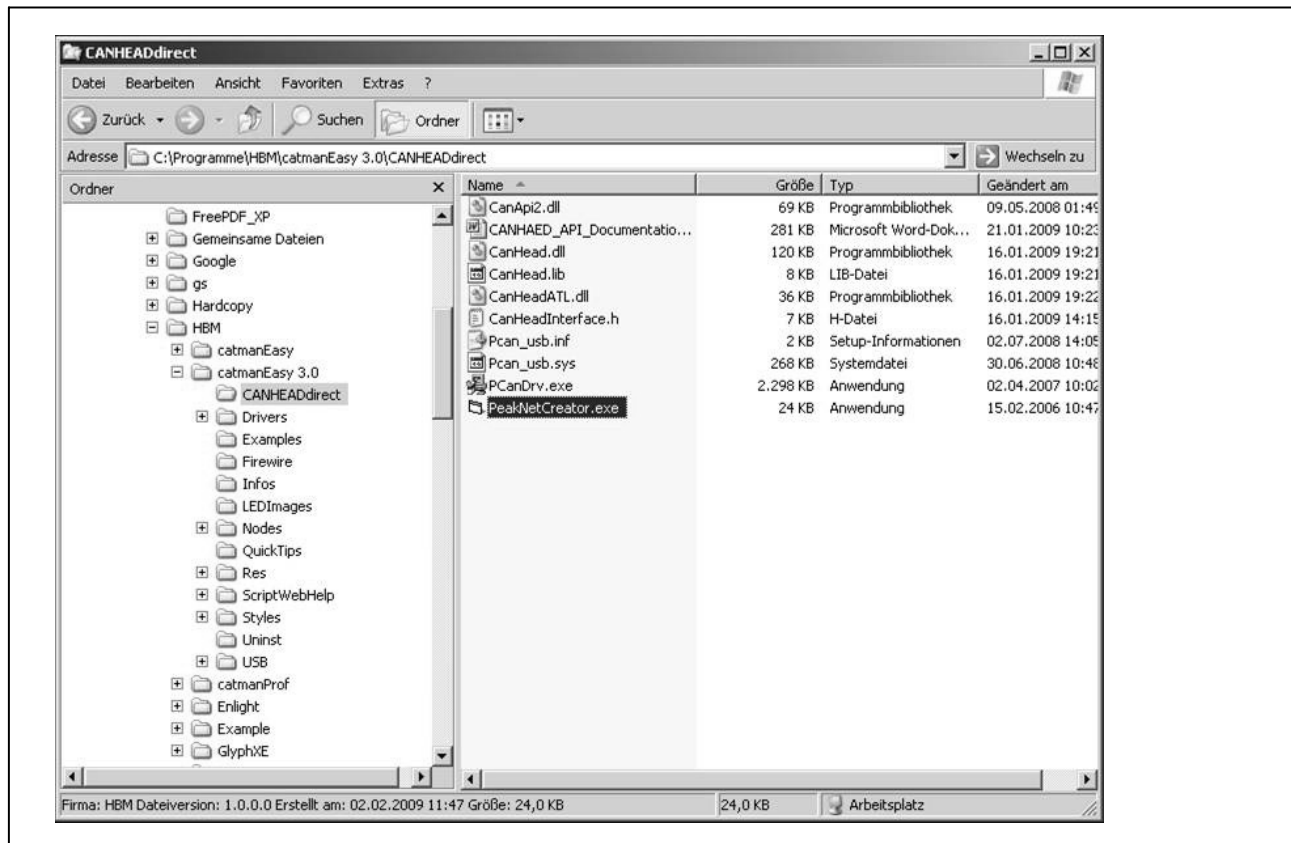 CANHEADdirect
Datei Bearbeiten Ansicht Favoriten Extras ?
Zurück Suchen Ordner
Adresse C:\Programme\HBM\catmanEasy 3.0\CANHEADdirect Wechseln zu
Ordner
FreePDF_XP
Gemeinsame Dateien
Google
gs
Hardcopy
HBM
catmanEasy
catmanEasy 3.0
CANHEADdirect
Drivers
Examples
Firewire
Infos
LEDImages
Nodes
QuickTips
Res
ScriptWebHelp
Styles
Uninst
USB
catmanProf
Enlight
Example
GlyphXE
Name Größe Typ Geändert am
CanApi2.dll 69 KB Programmbibliothek 09.05.2008 01:49
CANHAED_API_Documentatio... 281 KB Microsoft Word-Dok... 21.01.2009 10:23
CanHead.dll 120 KB Programmbibliothek 16.01.2009 19:21
CanHead.lib 8 KB LIB-Datei 16.01.2009 19:21
CanHeadATL.dll 36 KB Programmbibliothek 16.01.2009 19:22
CanHeadInterface.h 7 KB H-Datei 16.01.2009 14:15
Pcan_usb.inf 2 KB Setup-Informationen 02.07.2008 14:05
Pcan_usb.sys 268 KB Systemdatei 30.06.2008 10:48
PCanDrv.exe 2.298 KB Anwendung 02.04.2007 10:02
PeakNetCreator.exe 24 KB Anwendung 15.02.2006 10:47
Firma: HBM Dateiversion: 1.0.0.0 Erstellt am: 02.02.2009 11:47 Größe: 24,0 KB 24,0 KB Arbeitsplatz